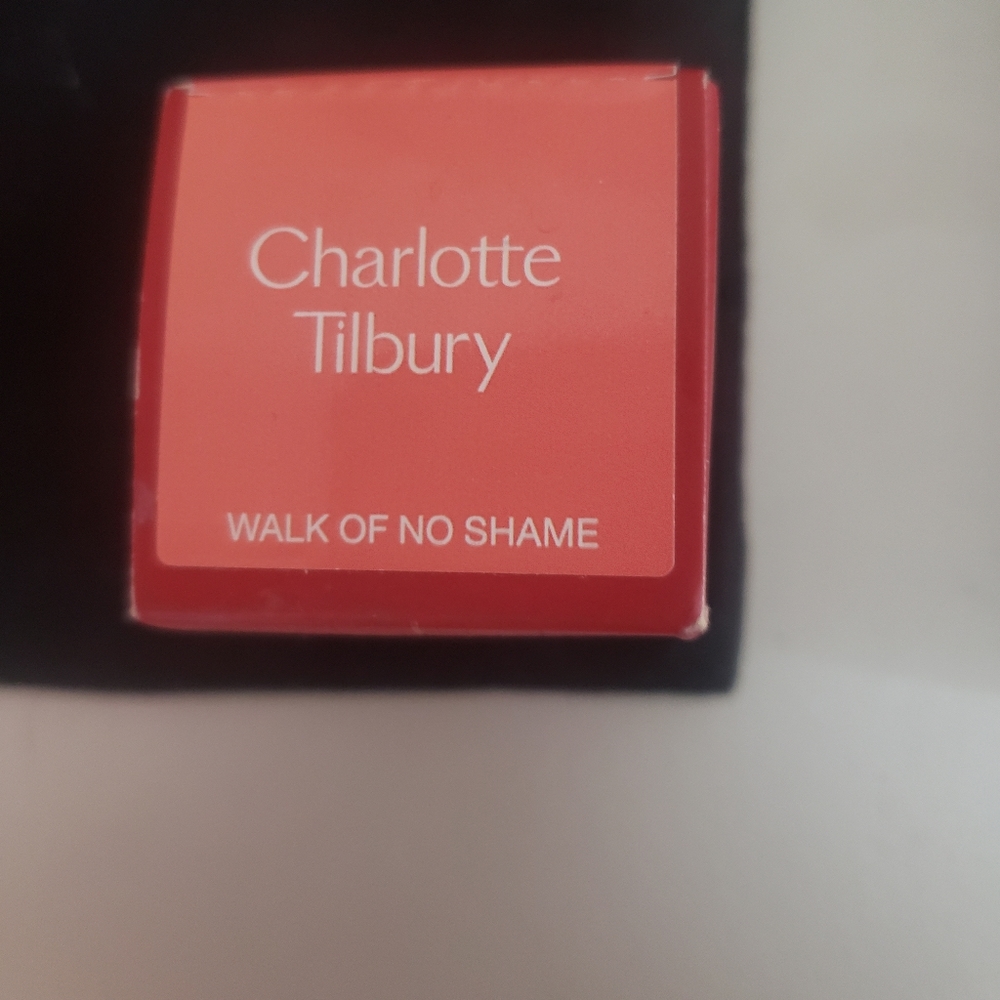 Charlotte
Tilbury
WALK OF NO SHAME